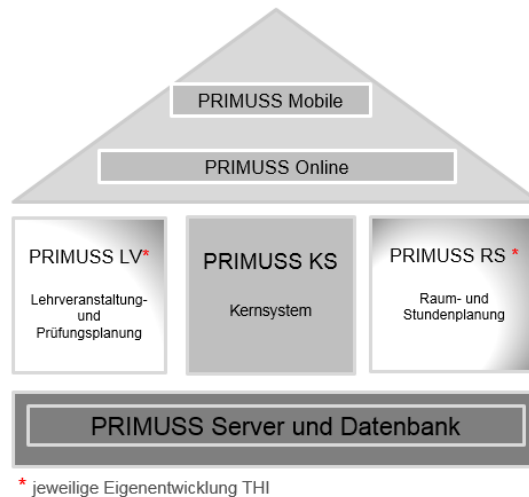 PRIMUSS Mobile
PRIMUSS Online
PRIMUSS LV*
Lehrveranstaltung-
und
Prüfungsplanung
PRIMUSS KS
Kernsystem
PRIMUSS RS *
Raum- und
Stundenplanung
PRIMUSS Server und Datenbank
* jeweilige Eigenentwicklung THI